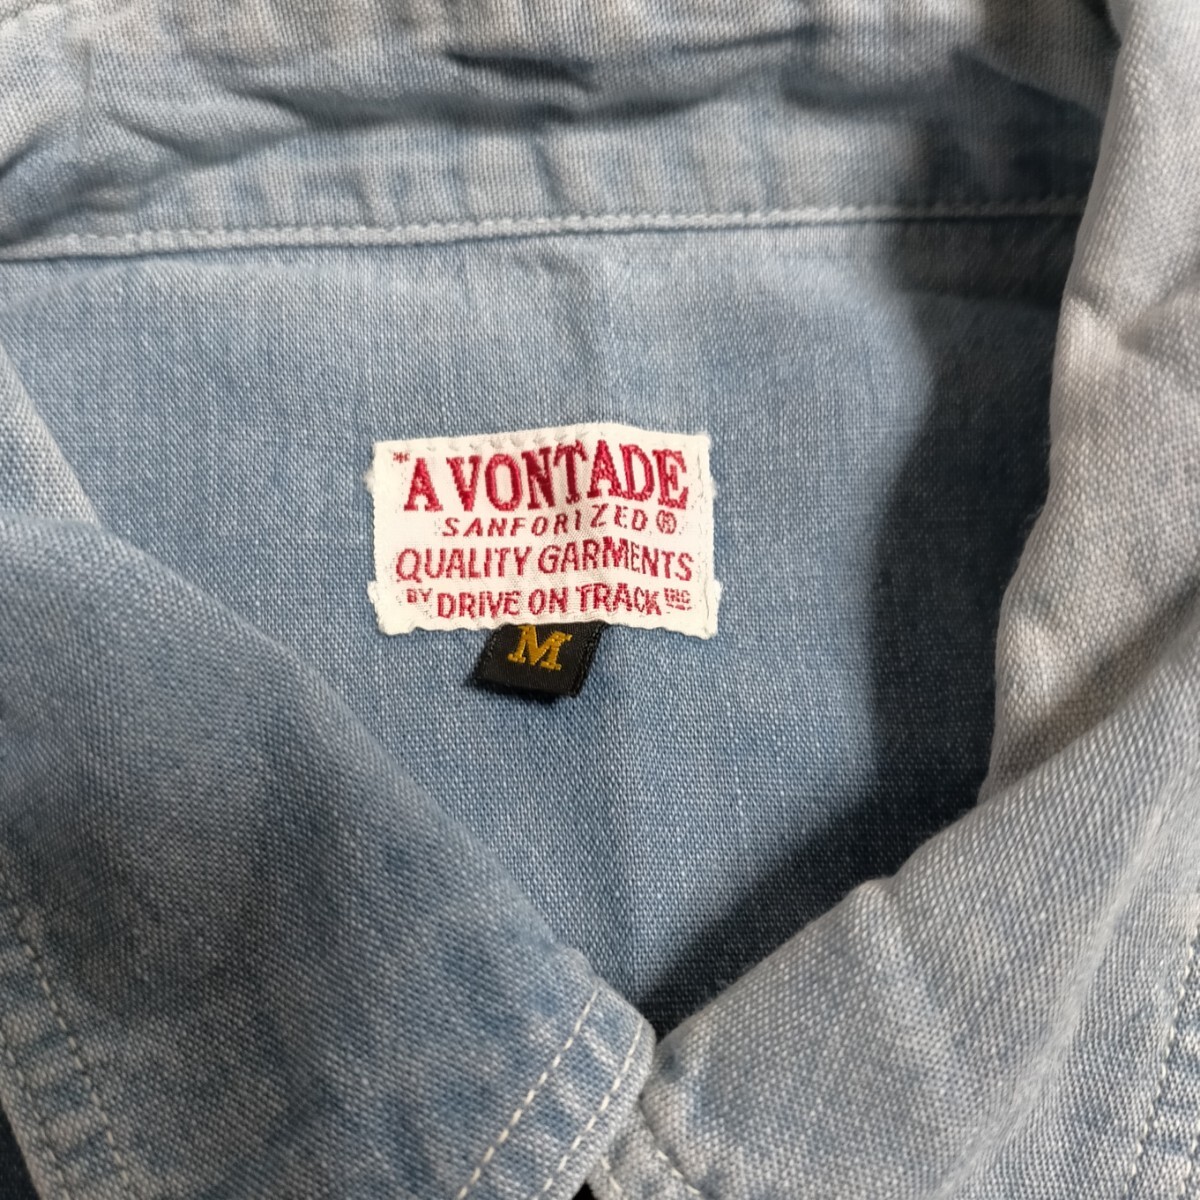 "A VONTADE
SANFORIZED ®
QUALITY GARMENTS
BY DRIVE ON TRACK INC
M